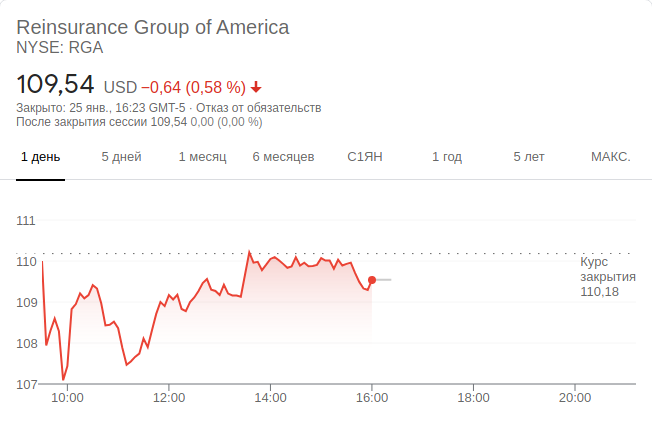 Reinsurance Group of America
NYSE: RGA
109,54 USD −0,64 (0,58 %)
Закрыто: 25 янв., 16:23 GMT-5 · Отказ от обязательств
После закрытия сессии 109,54 0,00 (0,00 %)
1 день 5 дней 1 месяц 6 месяцев С1ЯН 1 год 5 лет МАКС.
111
110
109
108
107
Курс
закрытия
110,18
10:00 12:00 14:00 16:00 18:00 20:00